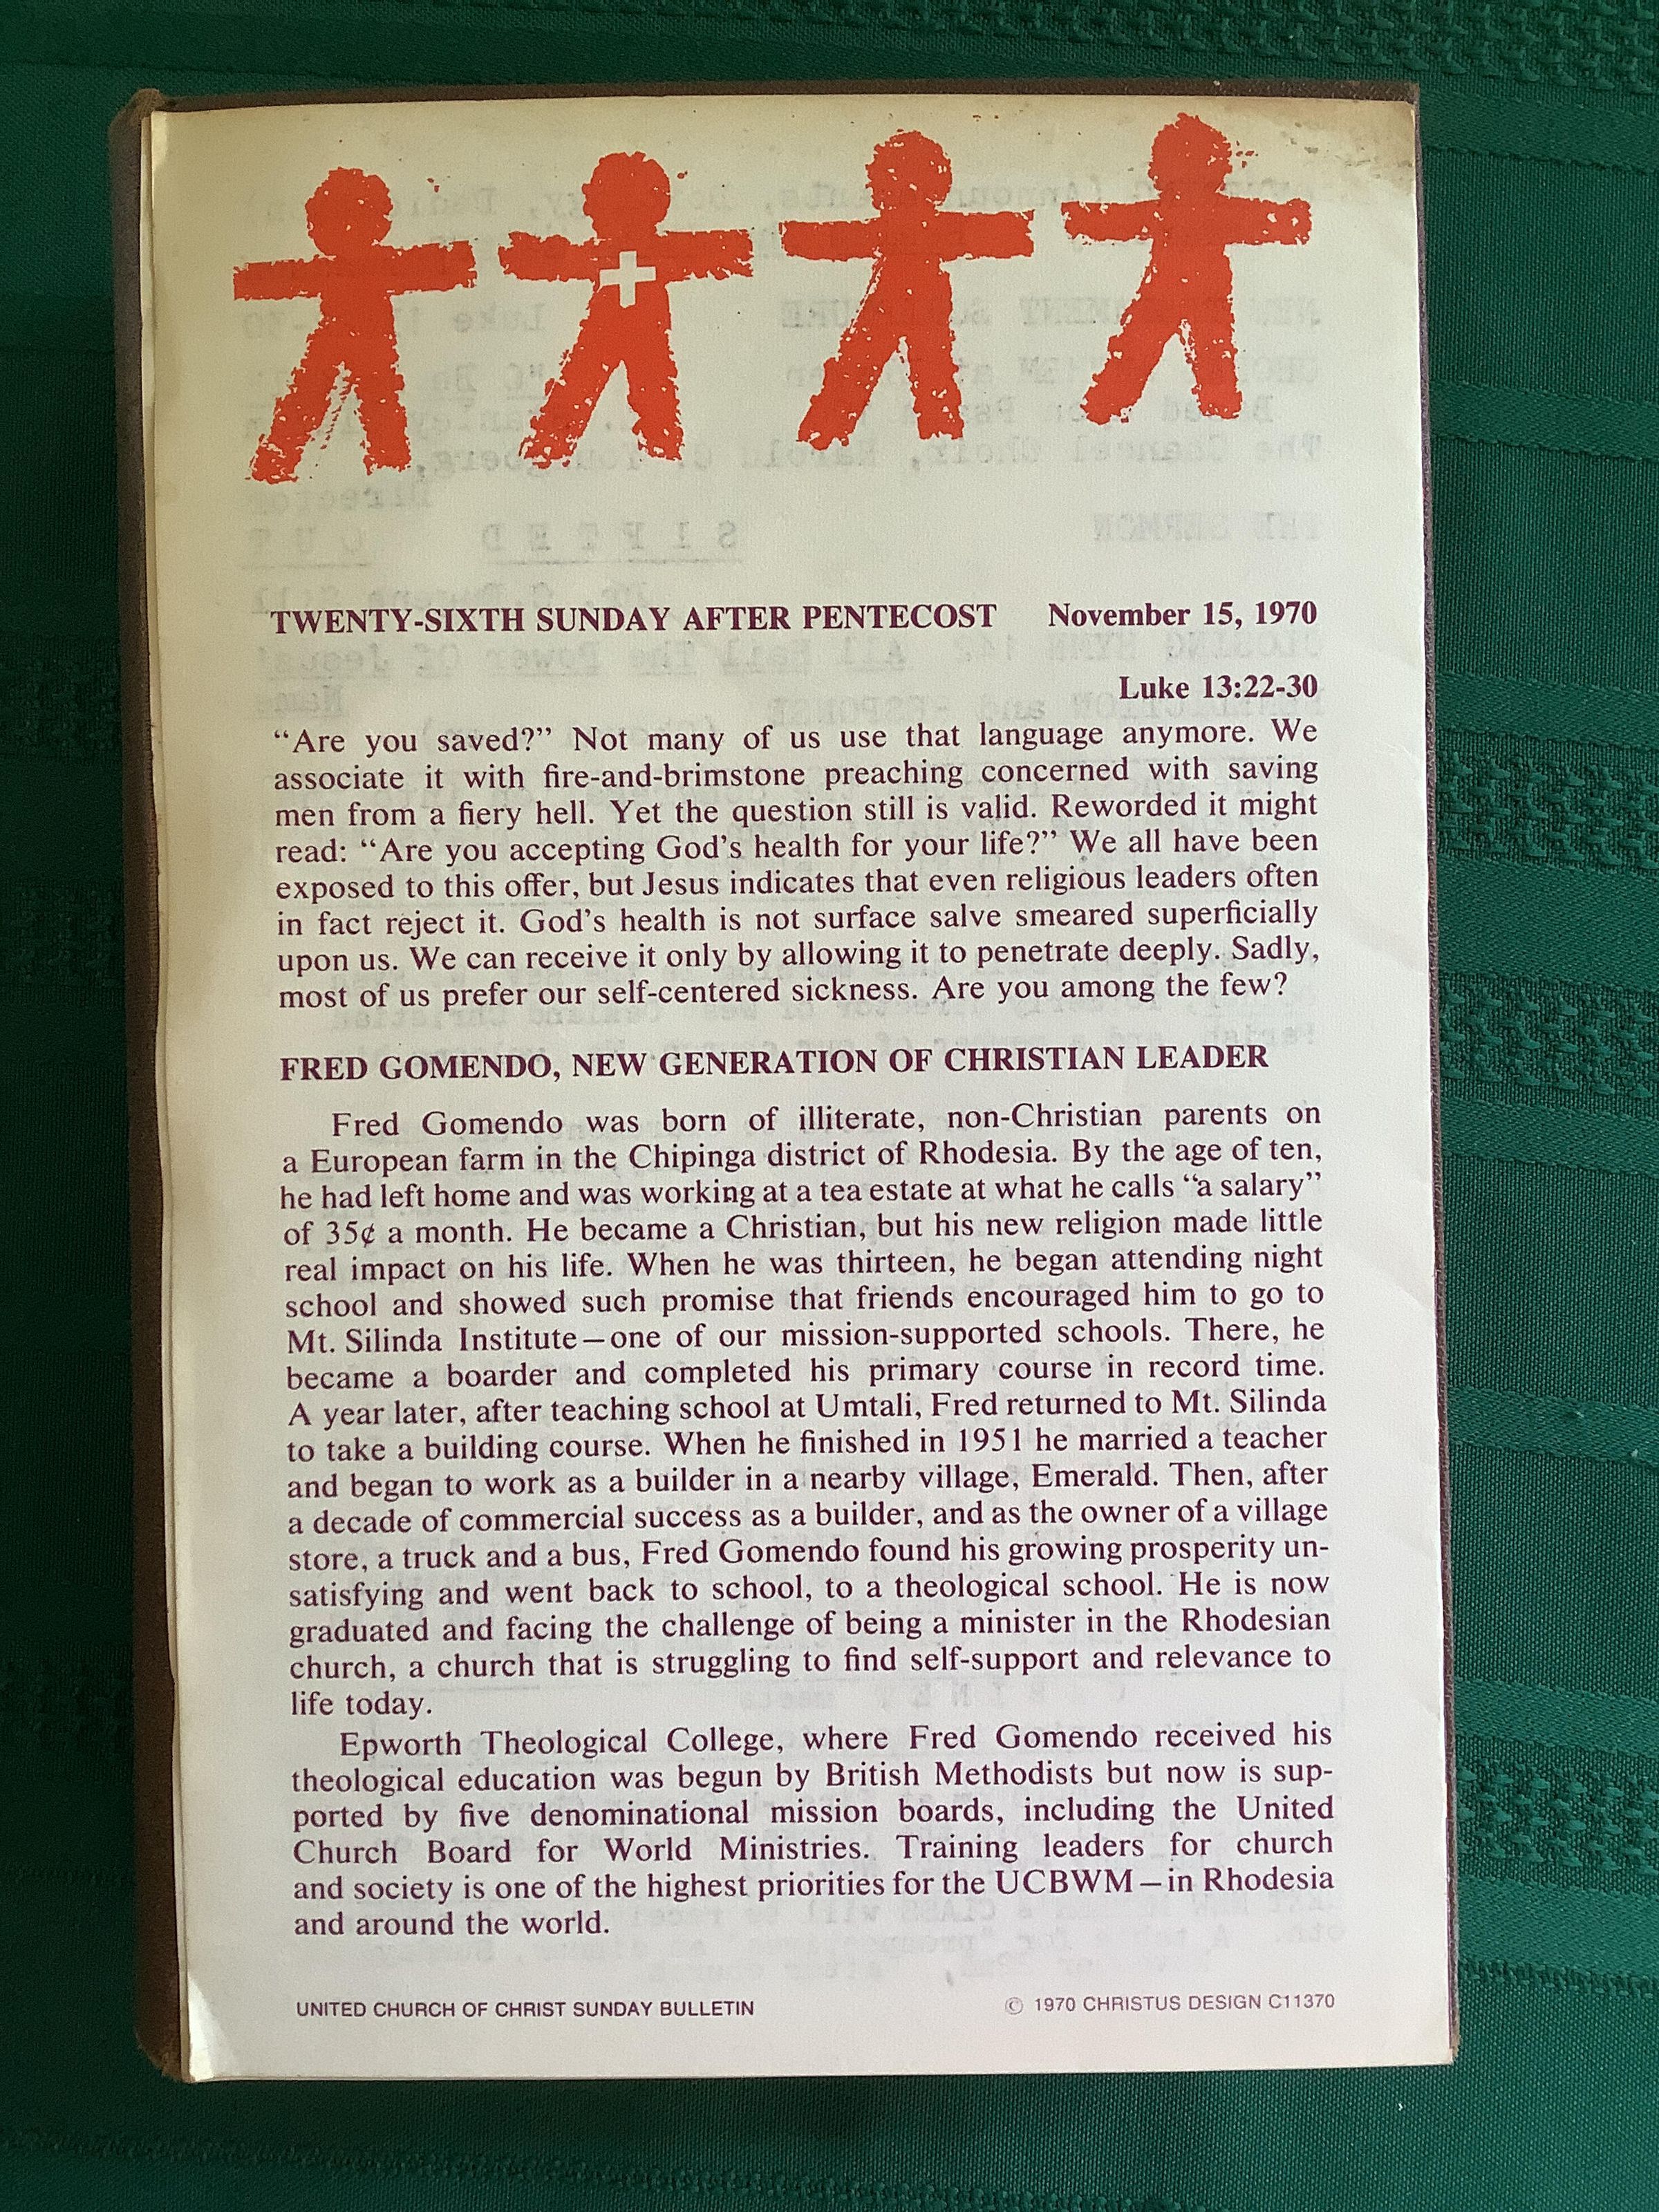 TWENTY-SIXTH SUNDAY AFTER PENTECOST November 15, 1970
Luke 13:22-30
“Are you saved?” Not many of us use that language anymore. We
associate it with fire-and-brimstone preaching concerned with saving
men from a fiery hell. Yet the question still is valid. Reworded it might
read: “Are you accepting God’s health for your life?” We all have been
exposed to this offer, but Jesus indicates that even religious leaders often
in fact reject it. God’s health is not surface salve smeared superficially
upon us. We can receive it only by allowing it to penetrate deeply. Sadly,
most of us prefer our self-centered sickness. Are you among the few?
FRED GOMENDO, NEW GENERATION OF CHRISTIAN LEADER
Fred Gomendo was born of illiterate, non-Christian parents on
a European farm in the Chipinga district of Rhodesia. By the age of ten,
he had left home and was working at a tea estate at what he calls “a salary”
of 35¢ a month. He became a Christian, but his new religion made little
real impact on his life. When he was thirteen, he began attending night
school and showed such promise that friends encouraged him to go to
Mt. Silinda Institute—one of our mission-supported schools. There, he
became a boarder and completed his primary course in record time.
A year later, after teaching school at Umtali, Fred returned to Mt. Silinda
to take a building course. When he finished in 1951 he married a teacher
and began to work as a builder in a nearby village, Emerald. Then, after
a decade of commercial success as a builder, and as the owner of a village
store, a truck and a bus, Fred Gomendo found his growing prosperity un-
satisfying and went back to school, to a theological school. He is now
graduated and facing the challenge of being a minister in the Rhodesian
church, a church that is struggling to find self-support and relevance to
life today.
Epworth Theological College, where Fred Gomendo received his
theological education was begun by British Methodists but now is sup-
ported by five denominational mission boards, including the United
Church Board for World Ministries. Training leaders for church
and society is one of the highest priorities for the UCBWM—in Rhodesia
and around the world.
UNITED CHURCH OF CHRIST SUNDAY BULLETIN © 1970 CHRISTUS DESIGN C11370